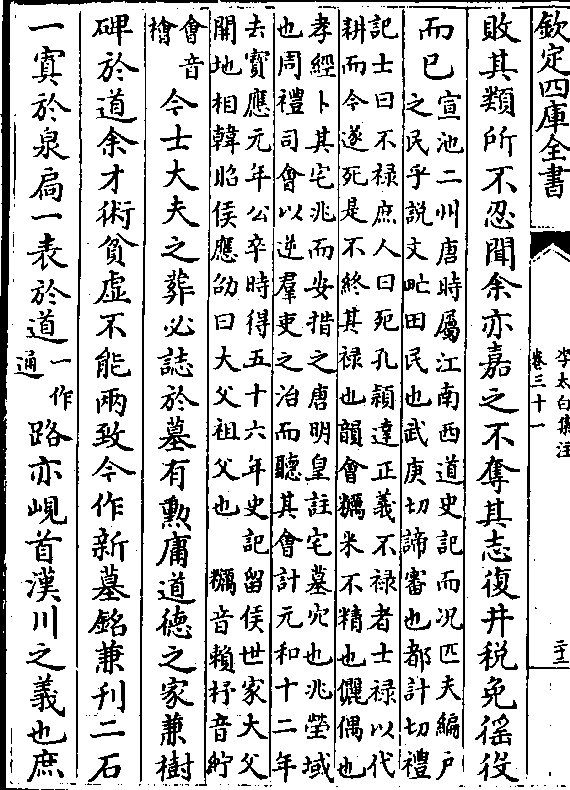 欽定四庫全書
李太白集注
卷三十一
敗其類所不忍聞余亦嘉之不奪其志復井税免徭役
而已
宣池二州唐時屬江南西道史記而况匹夫編户
之民乎説文甿田民也武庚切諦審也都計切禮
記士曰不禄庶人曰死孔頴達正義不禄者士禄以代
耕而今遂死是不終其禄也韻會糲米不精也儷偶也
孝經卜其宅兆而安措之唐明皇註宅墓穴也兆塋域
也周禮司會以逆羣吏之治而聽其會計元和十二年
去寳應元年公卒時得五十六年史記留侯世家大父
開地相韓昭侯應劭曰大父祖父也 糲音賴杼音貯
會音
襘
今士大夫之葬必誌於墓有勲庸道德之家兼樹
碑於道余才術貧虚不能兩致今作新墓銘兼刋二石
一寘於泉扃一表於道
一作
通
路亦峴首漢川之義也庶